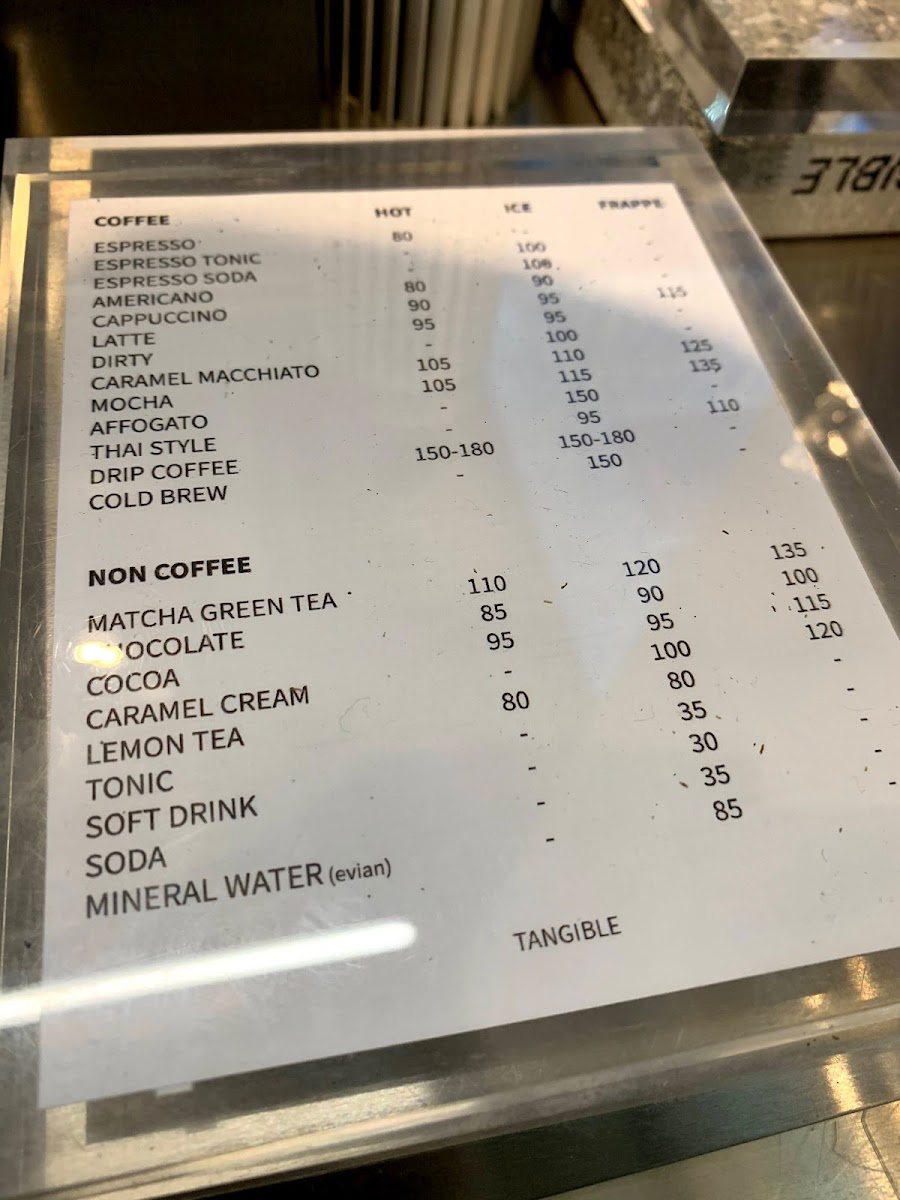 COFFEE HOT ICE FRAPPE
ESPRESSO 80 - -
ESPRESSO TONIC - 100 -
ESPRESSO SODA - 100 -
AMERICANO 80 90 -
CAPPUCCINO 90 95 115
LATTE 95 95 -
DIRTY - 100 -
CARAMEL MACCHIATO 105 110 125
MOCHA 105 115 135
AFFOGATO - 150 -
THAI STYLE - 95 110
DRIP COFFEE 150-180 150-180 -
COLD BREW - 150 -
NON COFFEE
MATCHA GREEN TEA 110 120 135
CHOCOLATE 85 90 100
COCOA 95 95 115
CARAMEL CREAM - 100 120
LEMON TEA 80 80 -
TONIC - 35 -
SOFT DRINK - 30 -
SODA - 35 -
MINERAL WATER (evian) - 85 -
TANGIBLE